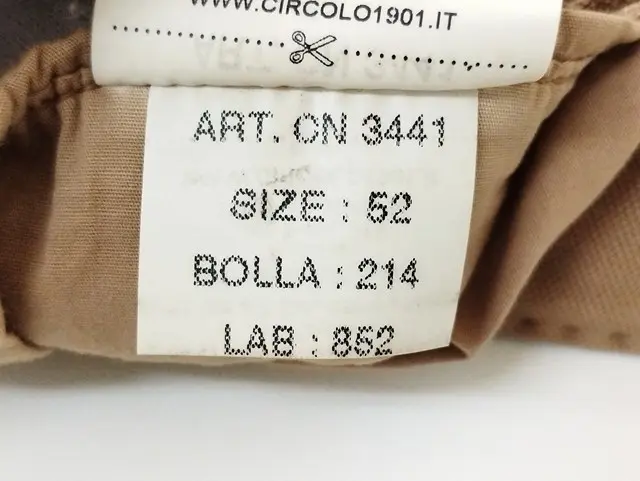 WWW.CIRCOLO1901.IT
ART. CN 3441
SIZE : 52
BOLLA : 214
LAB : 852